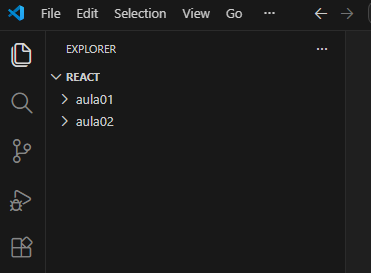 File Edit Selection View Go ···
EXPLORER ···
REACT
aula01
aula02